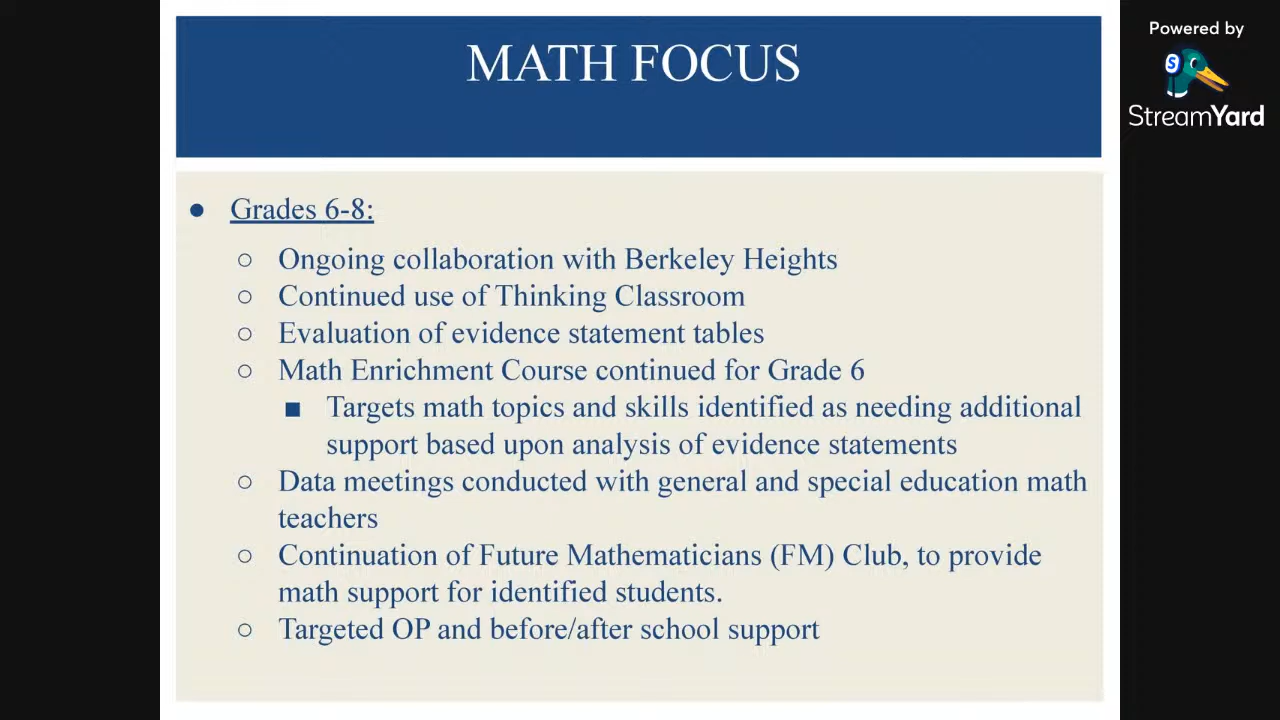 MATH FOCUS
Powered by
S
StreamYard
● Grades 6-8:
○ Ongoing collaboration with Berkeley Heights
○ Continued use of Thinking Classroom
○ Evaluation of evidence statement tables
○ Math Enrichment Course continued for Grade 6
■ Targets math topics and skills identified as needing additional
support based upon analysis of evidence statements
○ Data meetings conducted with general and special education math
teachers
○ Continuation of Future Mathematicians (FM) Club, to provide
math support for identified students.
○ Targeted OP and before/after school support